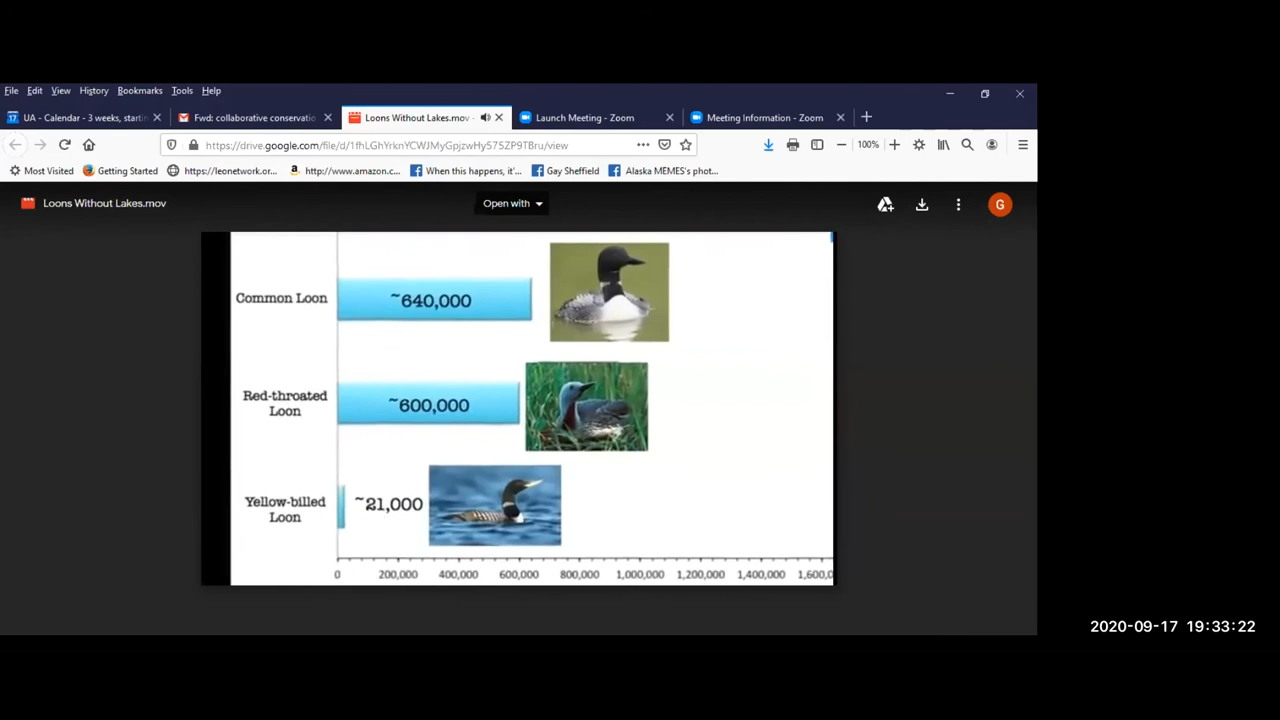 File Edit View History Bookmarks Tools Help
17 UA - Calendar - 3 weeks, startin
Fwd: collaborative conservatio
Loons Without Lakes.mov -
Launch Meeting - Zoom
Meeting Information - Zoom
https://drive.google.com/file/d/1fhLGhYrknYCWJMyGpjzwHyS75ZP9TBru/view
100%
Most Visited
Getting Started
https://leonetwork.or...
http://www.amazon.c...
When this happens, it'...
Gay Sheffield
Alaska MEMES's phot...
Loons Without Lakes.mov
Open with
G
Common Loon ~640,000
Red-throated
Loon
~600,000
Yellow-billed
Loon
~21,000
0 200,000 400,000 600,000 800,000 1,000,000 1,200,000 1,400,000 1,600,0
2020-09-17 19:33:22